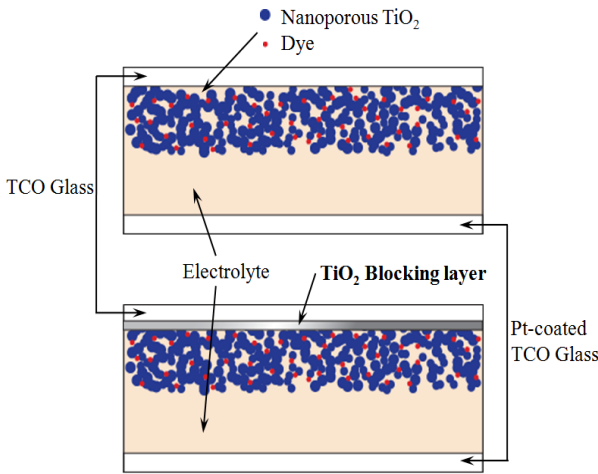 Nanoporous TiO₂
Dye
TCO Glass
Electrolyte
TiO₂ Blocking layer
Pt-coated
TCO Glass